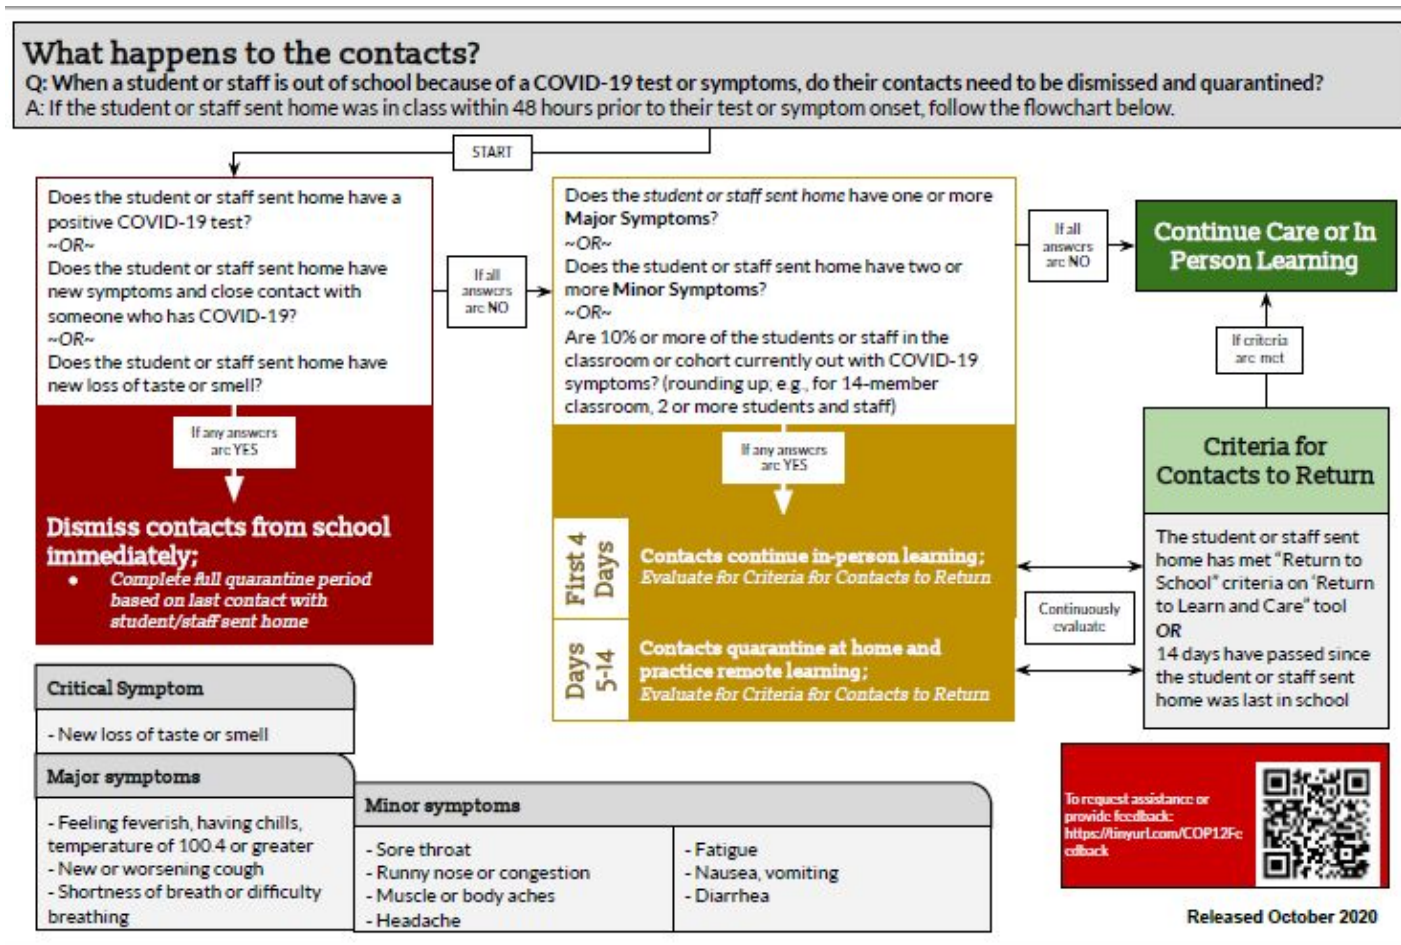 What happens to the contacts?
Q: When a student or staff is out of school because of a COVID-19 test or symptoms, do their contacts need to be dismissed and quarantined?
A: If the student or staff sent home was in class within 48 hours prior to their test or symptom onset, follow the flowchart below.
START
Does the student or staff sent home have a
positive COVID-19 test?
~OR~
Does the student or staff sent home have
new symptoms and close contact with
someone who has COVID-19?
~OR~
Does the student or staff sent home have
new loss of taste or smell?
If any answers
are YES
Dismiss contacts from school
immediately;
● Complete full quarantine period
based on last contact with
student/staff sent home
If all
answers
are NO
Does the student or staff sent home have one or more
Major Symptoms?
~OR~
Does the student or staff sent home have two or
more Minor Symptoms?
~OR~
Are 10% or more of the students or staff in the
classroom or cohort currently out with COVID-19
symptoms? (rounding up; e.g., for 14-member
classroom, 2 or more students and staff)
If any answers
are YES
First 4
Days
Contacts continue in-person learning;
Evaluate for Criteria for Contacts to Return
Days
5-14
Contacts quarantine at home and
practice remote learning;
Evaluate for Criteria for Contacts to Return
If all
answers
are NO
Continue Care or In
Person Learning
If criteria
are met
Continuously
evaluate
Criteria for
Contacts to Return
The student or staff sent
home has met "Return to
School" criteria on 'Return
to Learn and Care" tool
OR
14 days have passed since
the student or staff sent
home was last in school
Critical Symptom
- New loss of taste or smell
Major symptoms
- Feeling feverish, having chills,
temperature of 100.4 or greater
- New or worsening cough
- Shortness of breath or difficulty
breathing
Minor symptoms
- Sore throat
- Runny nose or congestion
- Muscle or body aches
- Headache
- Fatigue
- Nausea, vomiting
- Diarrhea
To request assistance or
provide feedback:
https://tinyurl.com/COP12Fe
edback
Released October 2020